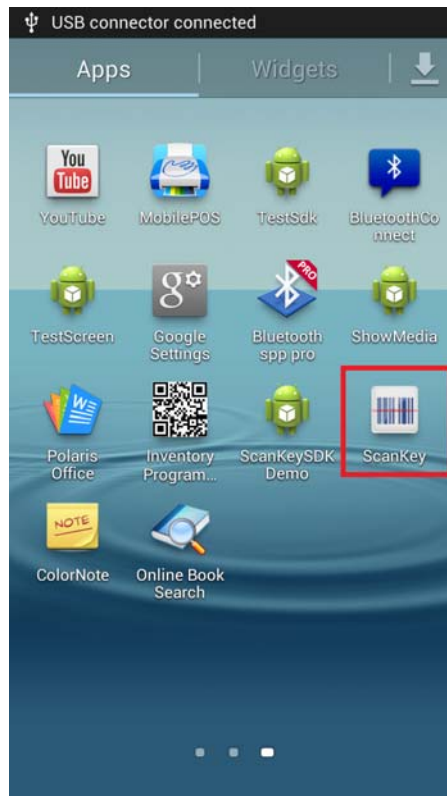 USB connector connected
Apps
Widgets
You
Tube
PRO
YouTube
MobilePOS
TestSdk
BluetoothCo
nnect
g
TestScreen
Google
Settings
Bluetooth
spp pro
ShowMedia
W
Polaris
Office
Inventory
Program...
ScanKeySDK
Demo
ScanKey
NOTE
ColorNote
Online Book
Search